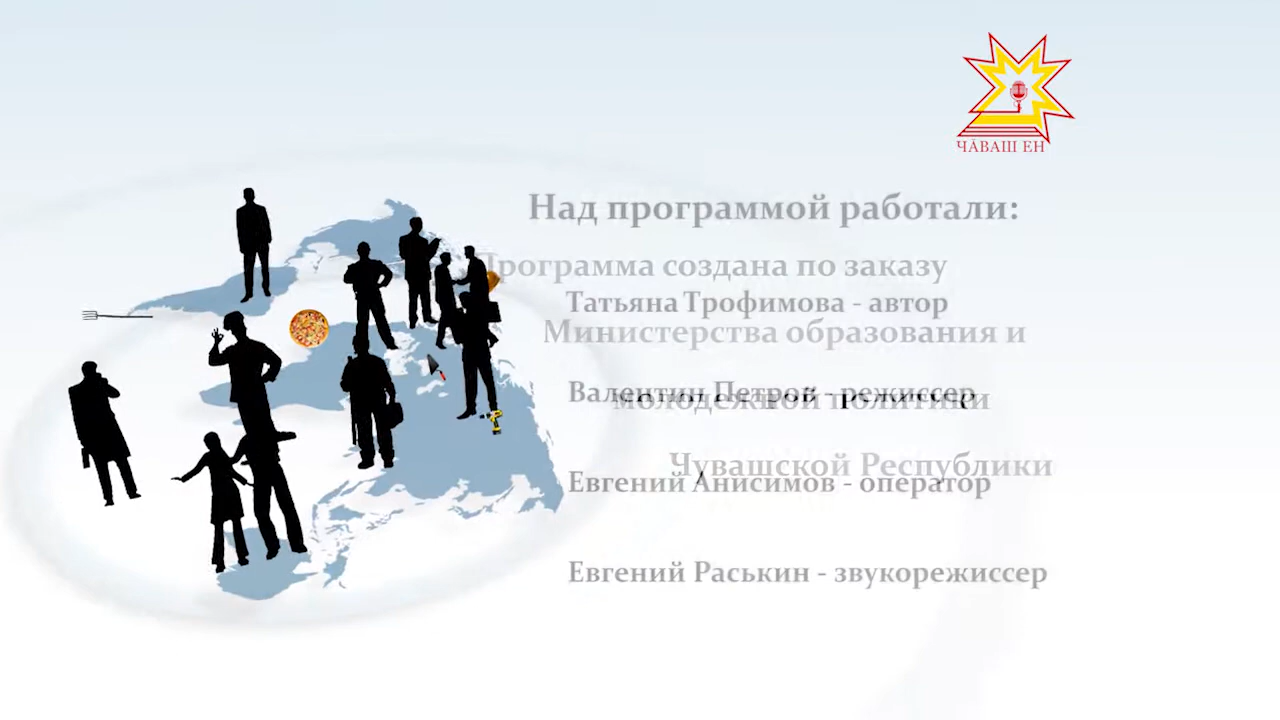 ЧӐВАШ ЕН
Над программой работали:
Программа создана по заказу
Татьяна Трофимова - автор
Министерства образования и
Валентин Петров - режиссер
молодежной политики
Чувашской Республики
Евгений Анисимов - оператор
Евгений Раськин - звукорежиссер